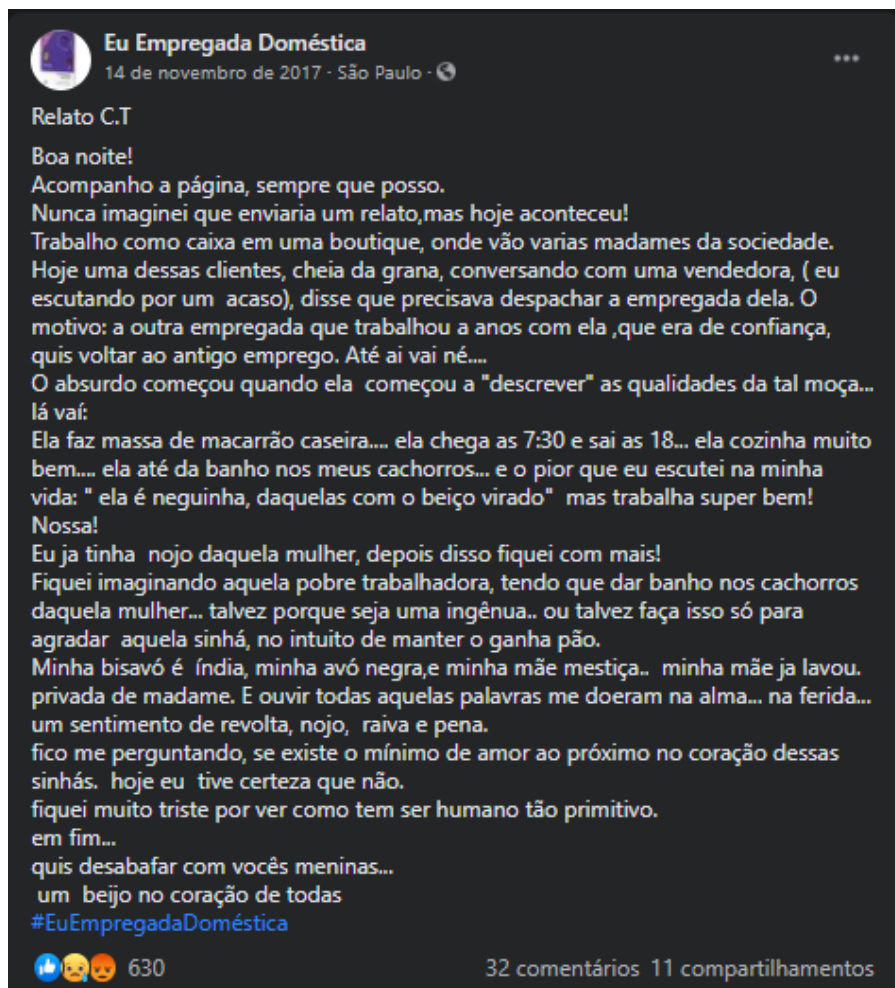 Eu Empregada Doméstica
14 de novembro de 2017 · São Paulo ·
Relato C.T
Boa noite!
Acompanho a página, sempre que posso.
Nunca imaginei que enviaria um relato,mas hoje aconteceu!
Trabalho como caixa em uma boutique, onde vão varias madames da sociedade.
Hoje uma dessas clientes, cheia da grana, conversando com uma vendedora, ( eu
escutando por um  acaso), disse que precisava despachar a empregada dela. O
motivo: a outra empregada que trabalhou a anos com ela ,que era de confiança,
quis voltar ao antigo emprego. Até ai vai né....
O absurdo começou quando ela  começou a "descrever" as qualidades da tal moça...
lá vaí:
Ela faz massa de macarrão caseira.... ela chega as 7:30 e sai as 18... ela cozinha muito
bem.... ela até da banho nos meus cachorros... e o pior que eu escutei na minha
vida: " ela é neguinha, daquelas com o beiço virado"  mas trabalha super bem!
Nossa!
Eu ja tinha  nojo daquela mulher, depois disso fiquei com mais!
Fiquei imaginando aquela pobre trabalhadora, tendo que dar banho nos cachorros
daquela mulher... talvez porque seja uma ingênua.. ou talvez faça isso só para
agradar  aquela sinhá, no intuito de manter o ganha pão.
Minha bisavó é  índia, minha avó negra,e minha mãe mestiça..  minha mãe ja lavou.
privada de madame. E ouvir todas aquelas palavras me doeram na alma... na ferida...
um sentimento de revolta, nojo,  raiva e pena.
fico me perguntando, se existe o mínimo de amor ao próximo no coração dessas
sinhás.  hoje eu  tive certeza que não.
fiquei muito triste por ver como tem ser humano tão primitivo.
em fim...
quis desabafar com vocês meninas...
um  beijo no coração de todas
#EuEmpregadaDoméstica
630
32 comentários 11 compartilhamentos